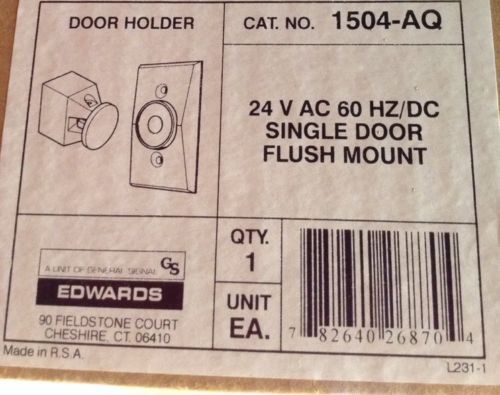 DOOR HOLDER
CAT. NO. 1504-AQ
24 V AC 60 HZ/DC
SINGLE DOOR
FLUSH MOUNT
A UNIT OF GENERAL SIGNAL GS
EDWARDS
90 FIELDSTONE COURT
CHESHIRE, CT. 06410
QTY.
1
UNIT
EA.
7 82640 26870 4
Made in R.S.A.
L231-1